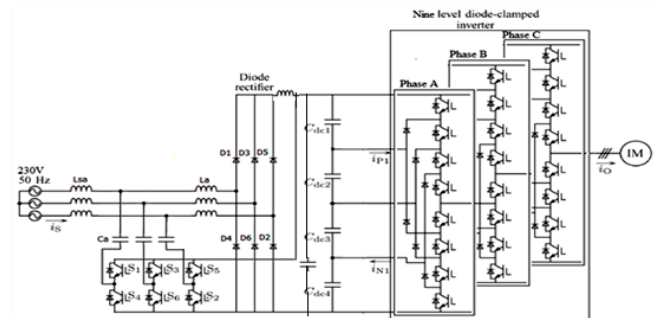 Nine level diode-clamped
inverter
Phase C
Phase B
Phase A
Diode
rectifier
Cdc1
D1 D3 D5
iP1
230V
50 Hz
Lsa
La
Cdc2
IM
iO
iS
Ca
D4 D6 D2
Cdc3
S1 S3 S5
iN1
S4 S6 S2
Cdc4